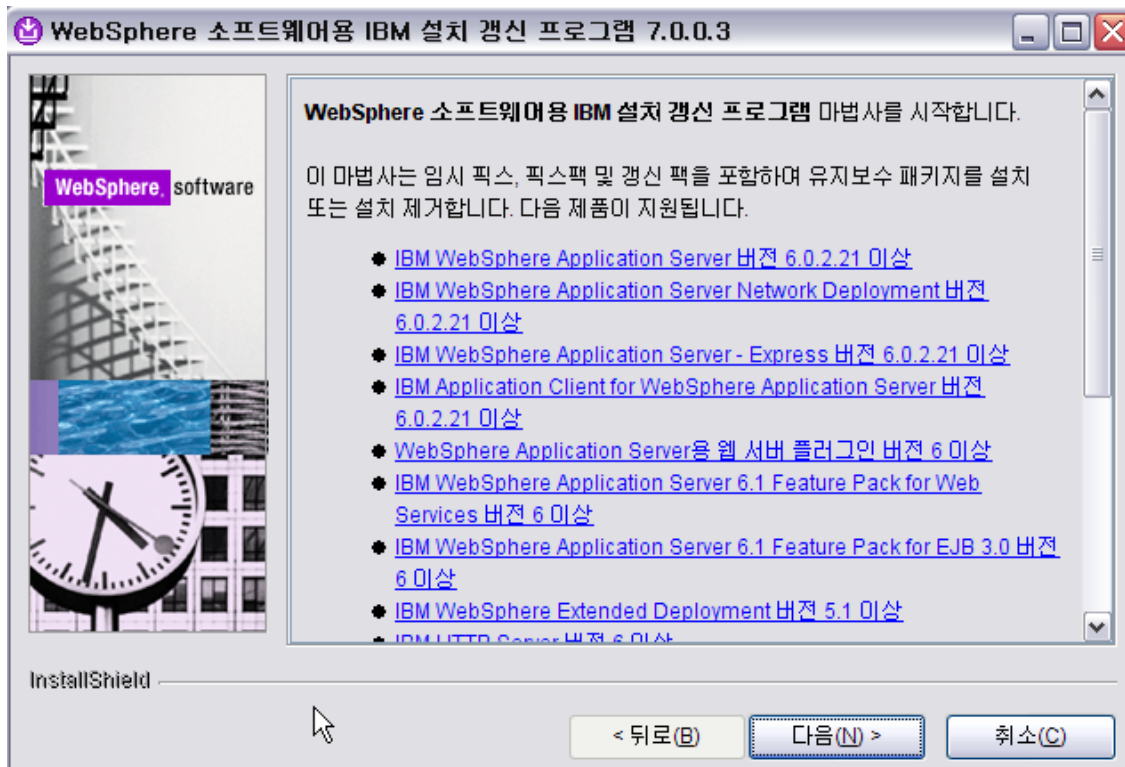 WebSphere 소프트웨어용 IBM 설치 갱신 프로그램 7.0.0.3
WebSphere. software
WebSphere 소프트웨어용 IBM 설치 갱신 프로그램 마법사를 시작합니다.
이 마법사는 임시 픽스, 픽스팩 및 갱신 팩을 포함하여 유지보수 패키지를 설치
또는 설치 제거합니다. 다음 제품이 지원됩니다.
● IBM WebSphere Application Server 버전 6.0.2.21 이상
● IBM WebSphere Application Server Network Deployment 버전
6.0.2.21 이상
● IBM WebSphere Application Server - Express 버전 6.0.2.21 이상
● IBM Application Client for WebSphere Application Server 버전
6.0.2.21 이상
● WebSphere Application Server용 웹 서버 플러그인 버전 6 이상
● IBM WebSphere Application Server 6.1 Feature Pack for Web
Services 버전 6 이상
● IBM WebSphere Application Server 6.1 Feature Pack for EJB 3.0 버전
6 이상
● IBM WebSphere Extended Deployment 버전 5.1 이상
● IBM HTTP Server 버전 6 이상
InstallShield
< 뒤로(B)
다음(N) >
취소(C)